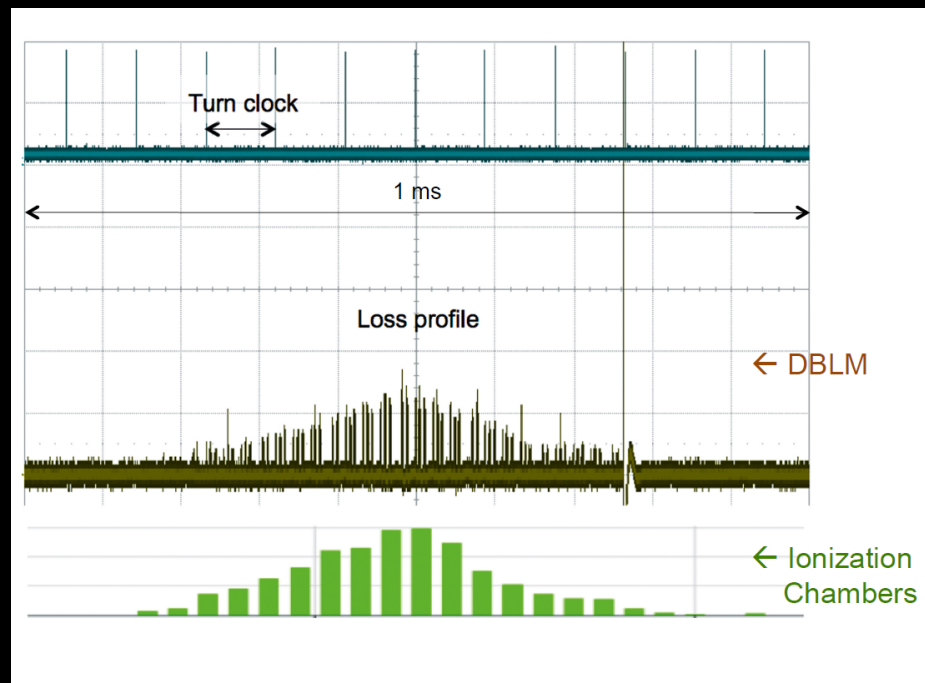 Turn clock
1 ms
Loss profile
← DBLM
← Ionization
Chambers